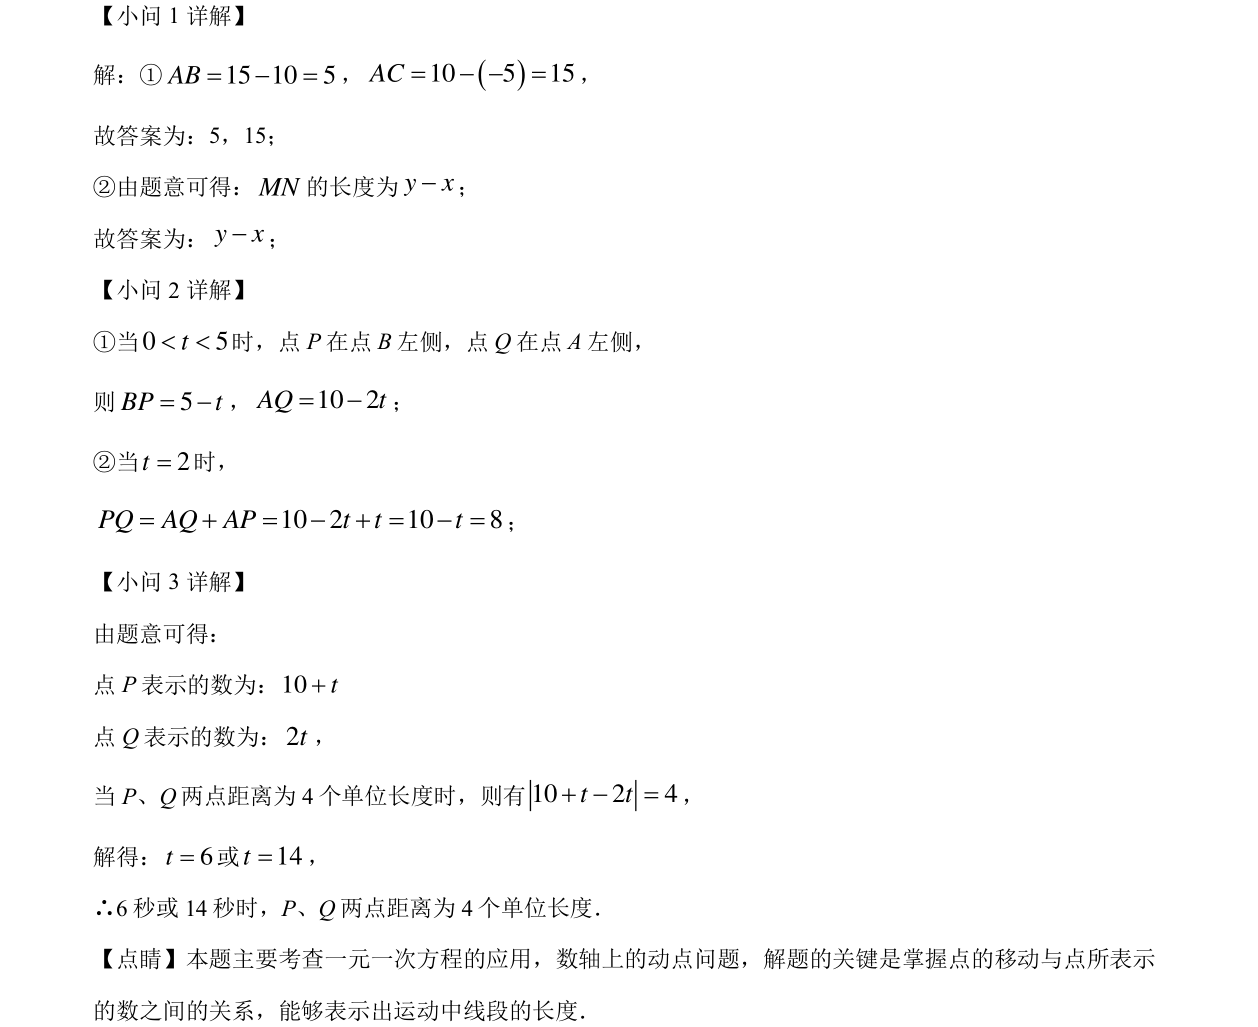 【小问 1 详解】
解：①AB=15−10=5，AC=10−(−5)=15，
故答案为：5，15；
②由题意可得：MN 的长度为 y−x；
故答案为：y−x；
【小问 2 详解】
①当0<t<5时，点 P 在点 B 左侧，点 Q 在点 A 左侧，
则 BP=5−t，AQ=10−2t；
②当t=2时，
PQ=AQ+AP=10−2t+t=10−t=8；
【小问 3 详解】
由题意可得：
点 P 表示的数为：10+t
点 Q 表示的数为：2t，
当 P、Q 两点距离为 4 个单位长度时，则有|10+t−2t|=4，
解得：t=6或t=14，
∴6 秒或 14 秒时，P、Q 两点距离为 4 个单位长度．
【点睛】本题主要考查一元一次方程的应用，数轴上的动点问题，解题的关键是掌握点的移动与点所表示
的数之间的关系，能够表示出运动中线段的长度．